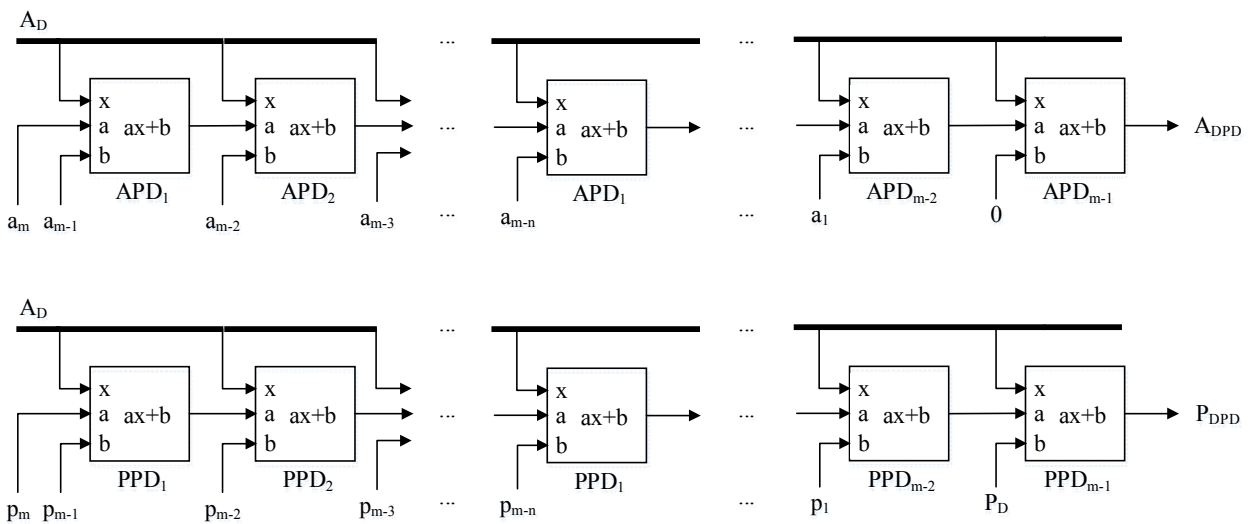 A_D ... ...
x x x x x
a ax+b a ax+b ... a ax+b ... a ax+b a ax+b A_DPD
b b b b b
APD_1 APD_2 APD_1 APD_m-2 APD_m-1
a_m a_m-1 a_m-2 a_m-3 ... a_m-n ... a_1 0
A_D ... ...
x x x x x
a ax+b a ax+b ... a ax+b ... a ax+b a ax+b P_DPD
b b b b b
PPD_1 PPD_2 PPD_1 PPD_m-2 PPD_m-1
p_m p_m-1 p_m-2 p_m-3 ... p_m-n ... p_1 P_D